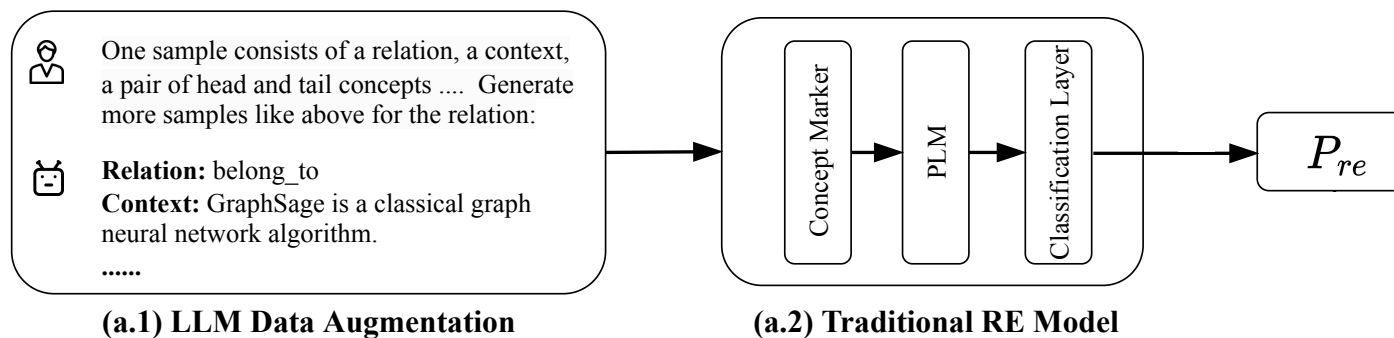 One sample consists of a relation, a context,
a pair of head and tail concepts .... Generate
more samples like above for the relation:
Relation: belong_to
Context: GraphSage is a classical graph
neural network algorithm.
......
(a.1) LLM Data Augmentation
Concept Marker
PLM
Classification Layer
(a.2) Traditional RE Model
P_{re}